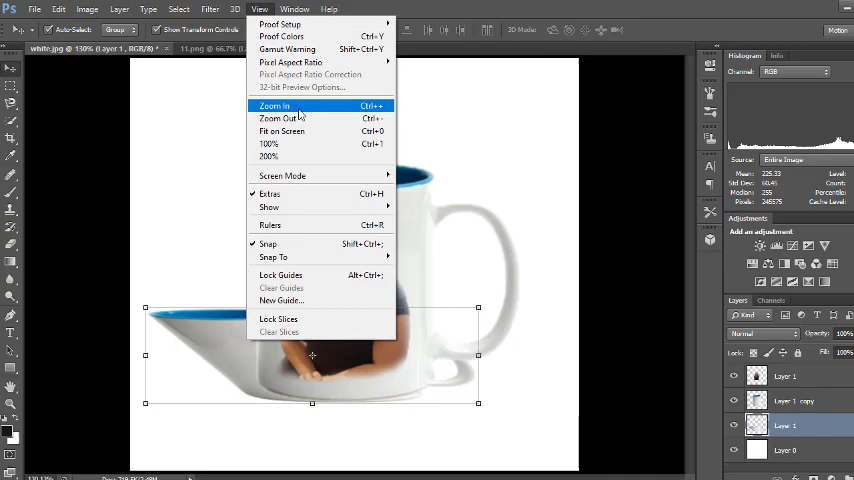 Ps File Edit Image Layer Type Select Filter 3D View Window Help
Auto-Select: Group Show Transform Controls 3D Mode: Motion
white.jpg @ 130% (Layer 1, RGB/8) * × 11.png @ 66.7%
Proof Setup
Proof Colors Ctrl+Y
Gamut Warning Shift+Ctrl+Y
Pixel Aspect Ratio
Pixel Aspect Ratio Correction
32-bit Preview Options...
Zoom In Ctrl++
Zoom Out Ctrl+-
Fit on Screen Ctrl+0
100% Ctrl+1
200%
Screen Mode
Extras Ctrl+H
Show
Rulers Ctrl+R
Snap Shift+Ctrl+;
Snap To
Lock Guides Alt+Ctrl+;
Clear Guides
New Guide...
Lock Slices
Clear Slices
Histogram Info
Channel: RGB
Source: Entire Image
Mean: 225.33 Level:
Std Dev: 60.45 Count:
Median: 255 Percentile:
Pixels: 245575 Cache Level:
Adjustments
Add an adjustment
Layers Channels
Kind
Normal Opacity: 100%
Lock: Fill: 100%
Layer 1
Layer 1 copy
Layer 1
Layer 0